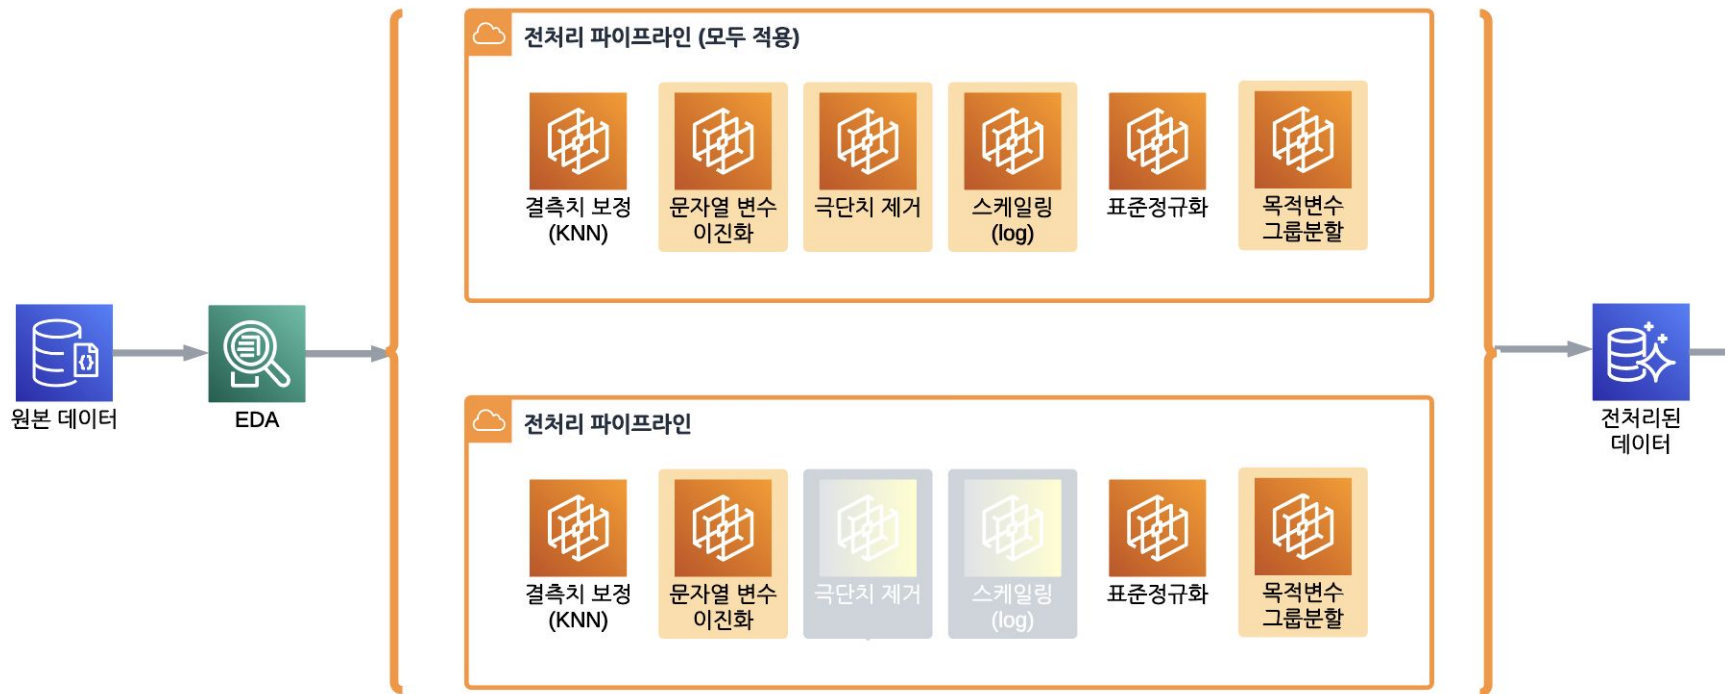 전처리 파이프라인 (모두 적용)
결측치 보정
(KNN)
문자열 변수
이진화
극단치 제거
스케일링
(log)
표준정규화
목적변수
그룹분할
원본 데이터
EDA
전처리 파이프라인
결측치 보정
(KNN)
문자열 변수
이진화
극단치 제거
스케일링
(log)
표준정규화
목적변수
그룹분할
전처리된
데이터